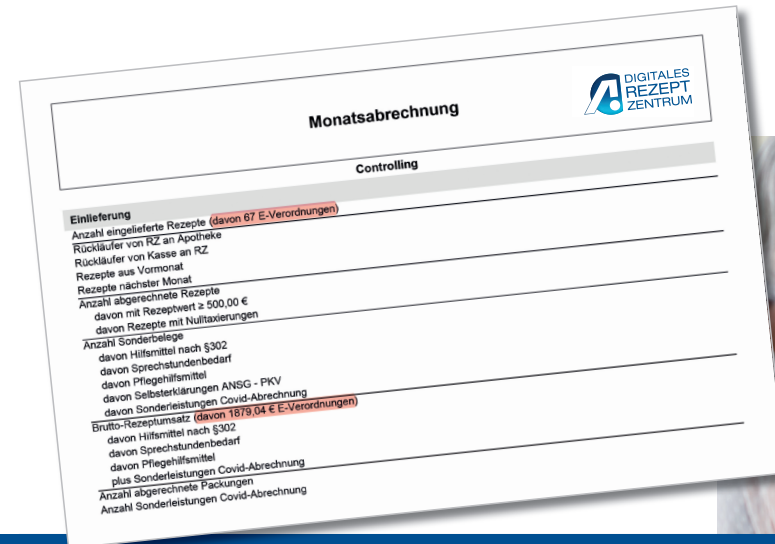 Monatsabrechnung
DIGITALES
REZEPT
ZENTRUM
Controlling
Einlieferung
Anzahl eingelieferte Rezepte (davon 67 E-Verordnungen)
Rückläufer von RZ an Apotheke
Rückläufer von Kasse an RZ
Rezepte aus Vormonat
Rezepte nächster Monat
Anzahl abgerechnete Rezepte
davon mit Rezeptwert ≥ 500,00 €
davon Rezepte mit Nulltaxierungen
Anzahl Sonderbelege
davon Hilfsmittel nach §302
davon Sprechstundenbedarf
davon Pflegehilfsmittel
davon Selbsterklärungen ANSG - PKV
davon Sonderleistungen Covid-Abrechnung
Brutto-Rezeptumsatz (davon 1879,04 € E-Verordnungen)
davon Hilfsmittel nach §302
davon Sprechstundenbedarf
davon Pflegehilfsmittel
plus Sonderleistungen Covid-Abrechnung
Anzahl abgerechnete Packungen
Anzahl Sonderleistungen Covid-Abrechnung